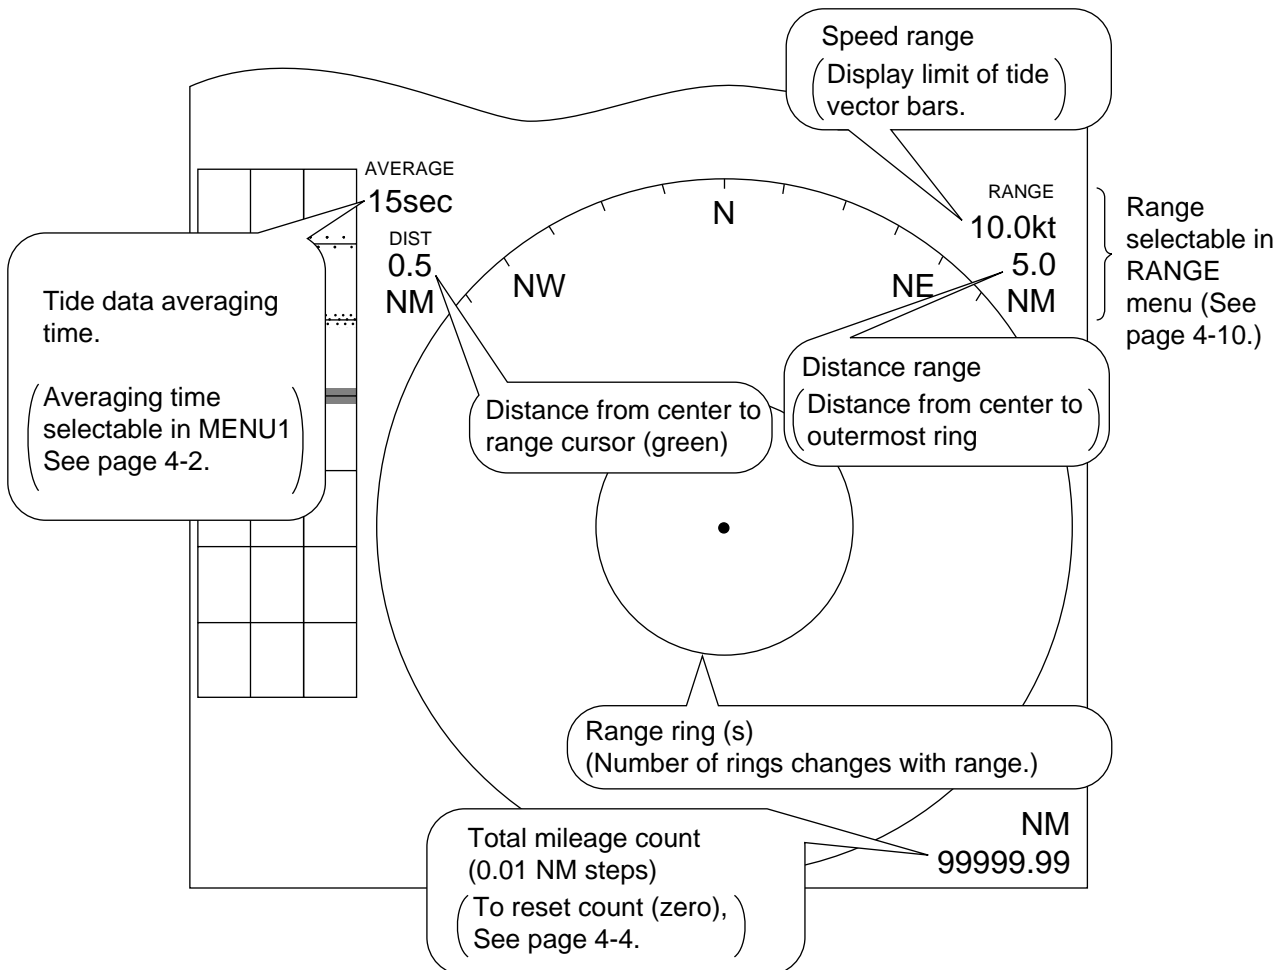 Speed range
(Display limit of tide
vector bars.)
AVERAGE
15sec
DIST
0.5
NM
N
NW
NE
RANGE
10.0kt
5.0
NM
Range
selectable in
RANGE
menu (See
page 4-10.)
Tide data averaging
time.
(Averaging time
selectable in MENU1
See page 4-2.)
Distance from center to
range cursor (green)
Distance range
(Distance from center to
outermost ring)
Range ring (s)
(Number of rings changes with range.)
Total mileage count
(0.01 NM steps)
(To reset count (zero),
See page 4-4.)
NM
99999.99